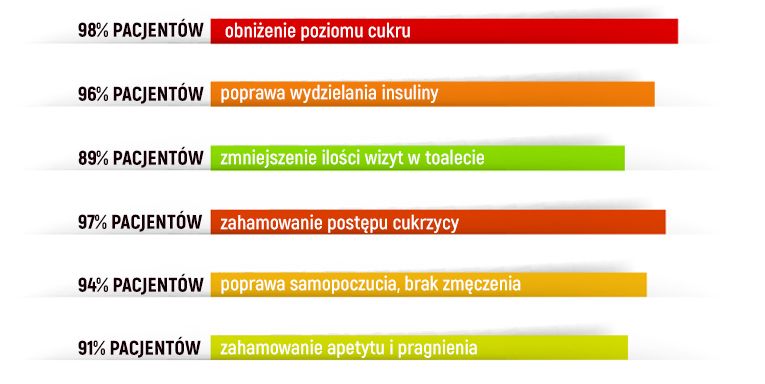 98% PACJENTÓW obniżenie poziomu cukru
96% PACJENTÓW poprawa wydzielania insuliny
89% PACJENTÓW zmniejszenie ilości wizyt w toalecie
97% PACJENTÓW zahamowanie postępu cukrzycy
94% PACJENTÓW poprawa samopoczucia, brak zmęczenia
91% PACJENTÓW zahamowanie apetytu i pragnienia